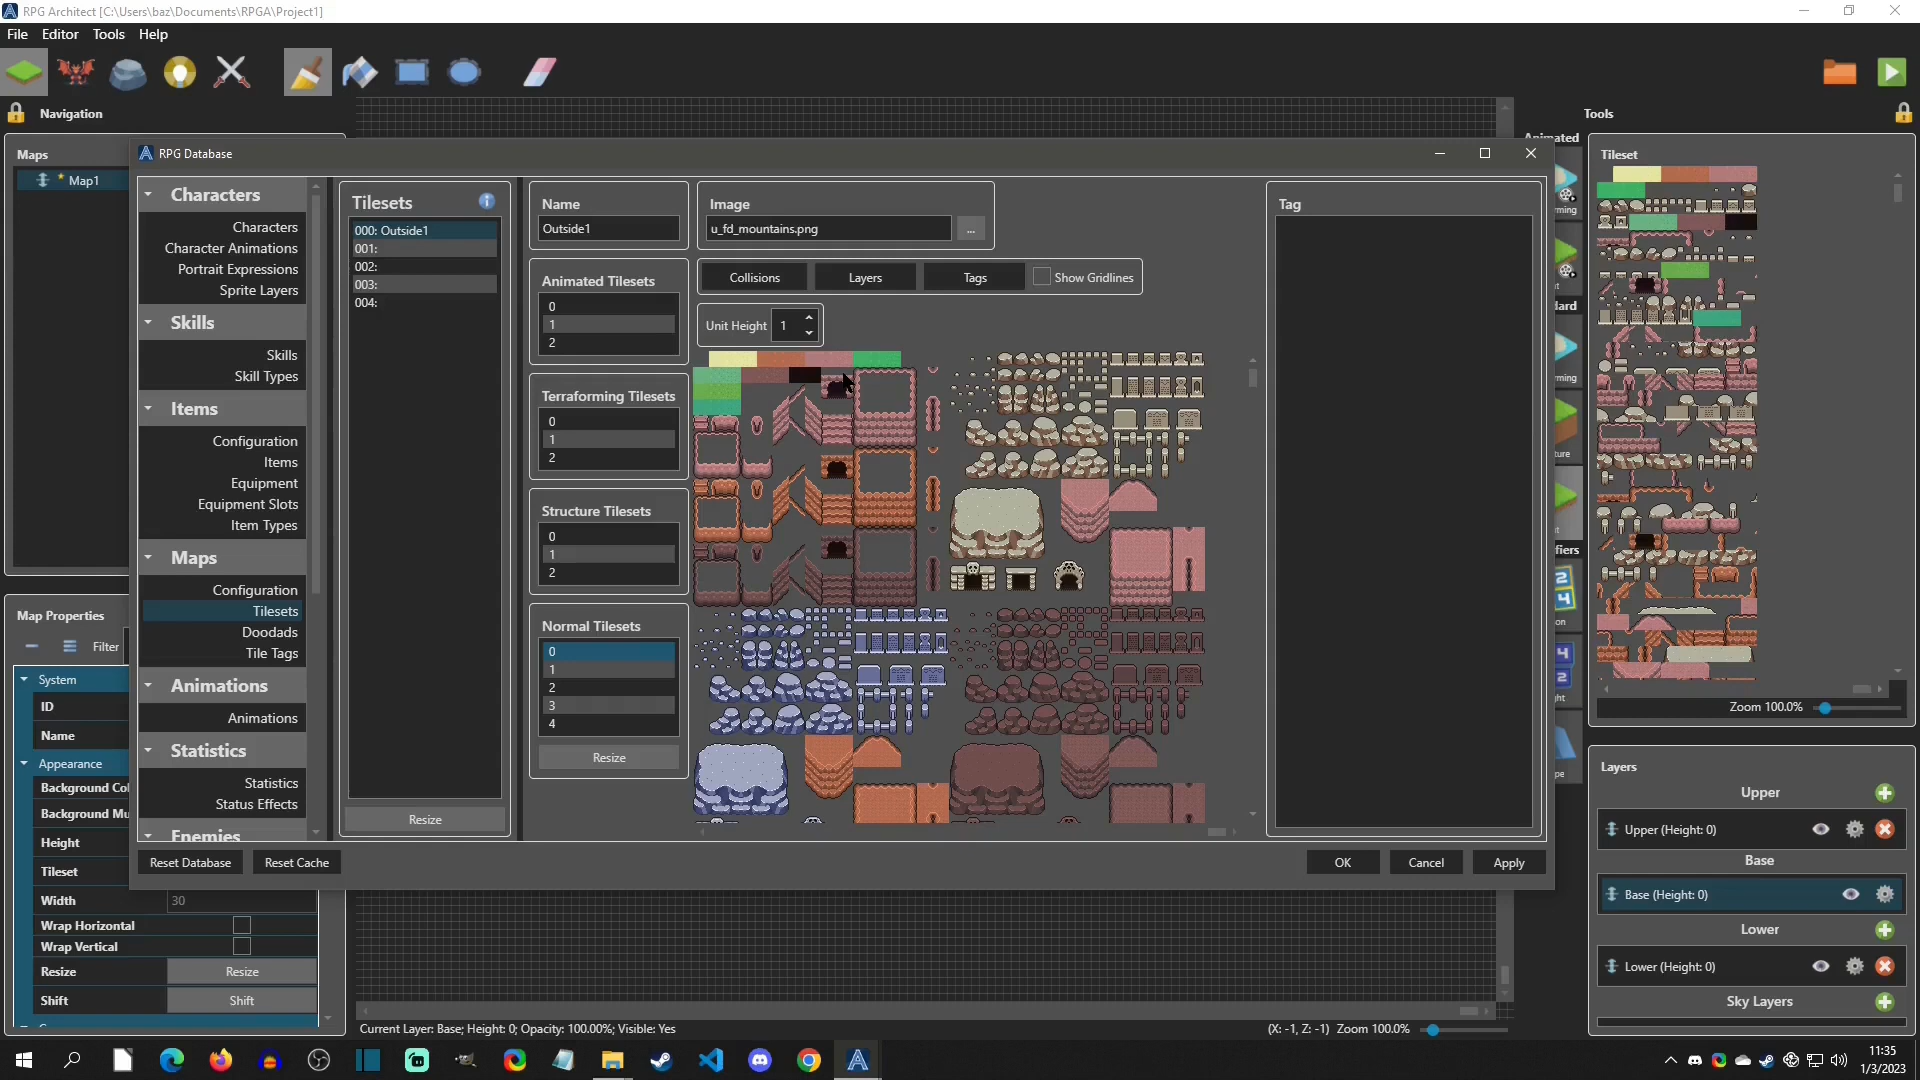 RPG Architect [C:\Users\baz\Documents\RPGA\Project1]
File Editor Tools Help
Navigation
Maps
Map1
RPG Database
Characters
Characters
Character Animations
Portrait Expressions
Sprite Layers
Skills
Skills
Skill Types
Items
Configuration
Items
Equipment
Equipment Slots
Item Types
Maps
Configuration
Tilesets
Doodads
Tile Tags
Animations
Animations
Statistics
Statistics
Status Effects
Enemies
Tilesets
000: Outside1
001:
002:
003:
004:
Resize
Name
Outside1
Animated Tilesets
0
1
2
Terraforming Tilesets
0
1
2
Structure Tilesets
0
1
2
Normal Tilesets
0
1
2
3
4
Resize
Image
u_fd_mountains.png
...
Collisions Layers Tags Show Gridlines
Unit Height 1
Tag
Reset Database Reset Cache
OK Cancel Apply
Map Properties
Filter
System
ID
Name
Appearance
Background Col
Background Mu
Height
Tileset
Width 30
Wrap Horizontal
Wrap Vertical
Resize Resize
Shift Shift
Current Layer: Base; Height: 0; Opacity: 100.00%; Visible: Yes
(X: -1, Z: -1) Zoom 100.0%
Tools
Tileset
Zoom 100.0%
Layers
Upper
Upper (Height: 0)
Base
Base (Height: 0)
Lower
Lower (Height: 0)
Sky Layers
11:35
1/3/2023